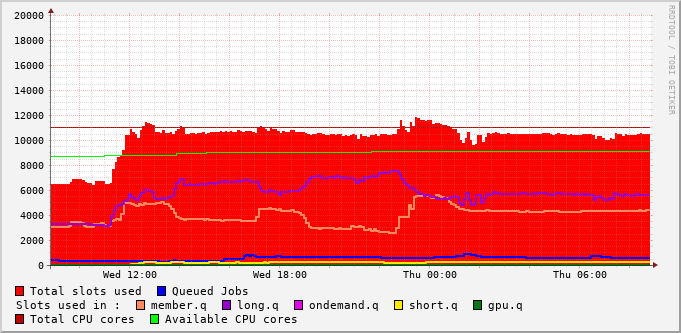 RRDTOOL / TOBI OETIKER
20000
18000
16000
14000
12000
10000
8000
6000
4000
2000
0
Wed 12:00 Wed 18:00 Thu 00:00 Thu 06:00
Total slots used Queued Jobs
Slots used in : member.q long.q ondemand.q short.q gpu.q
Total CPU cores Available CPU cores